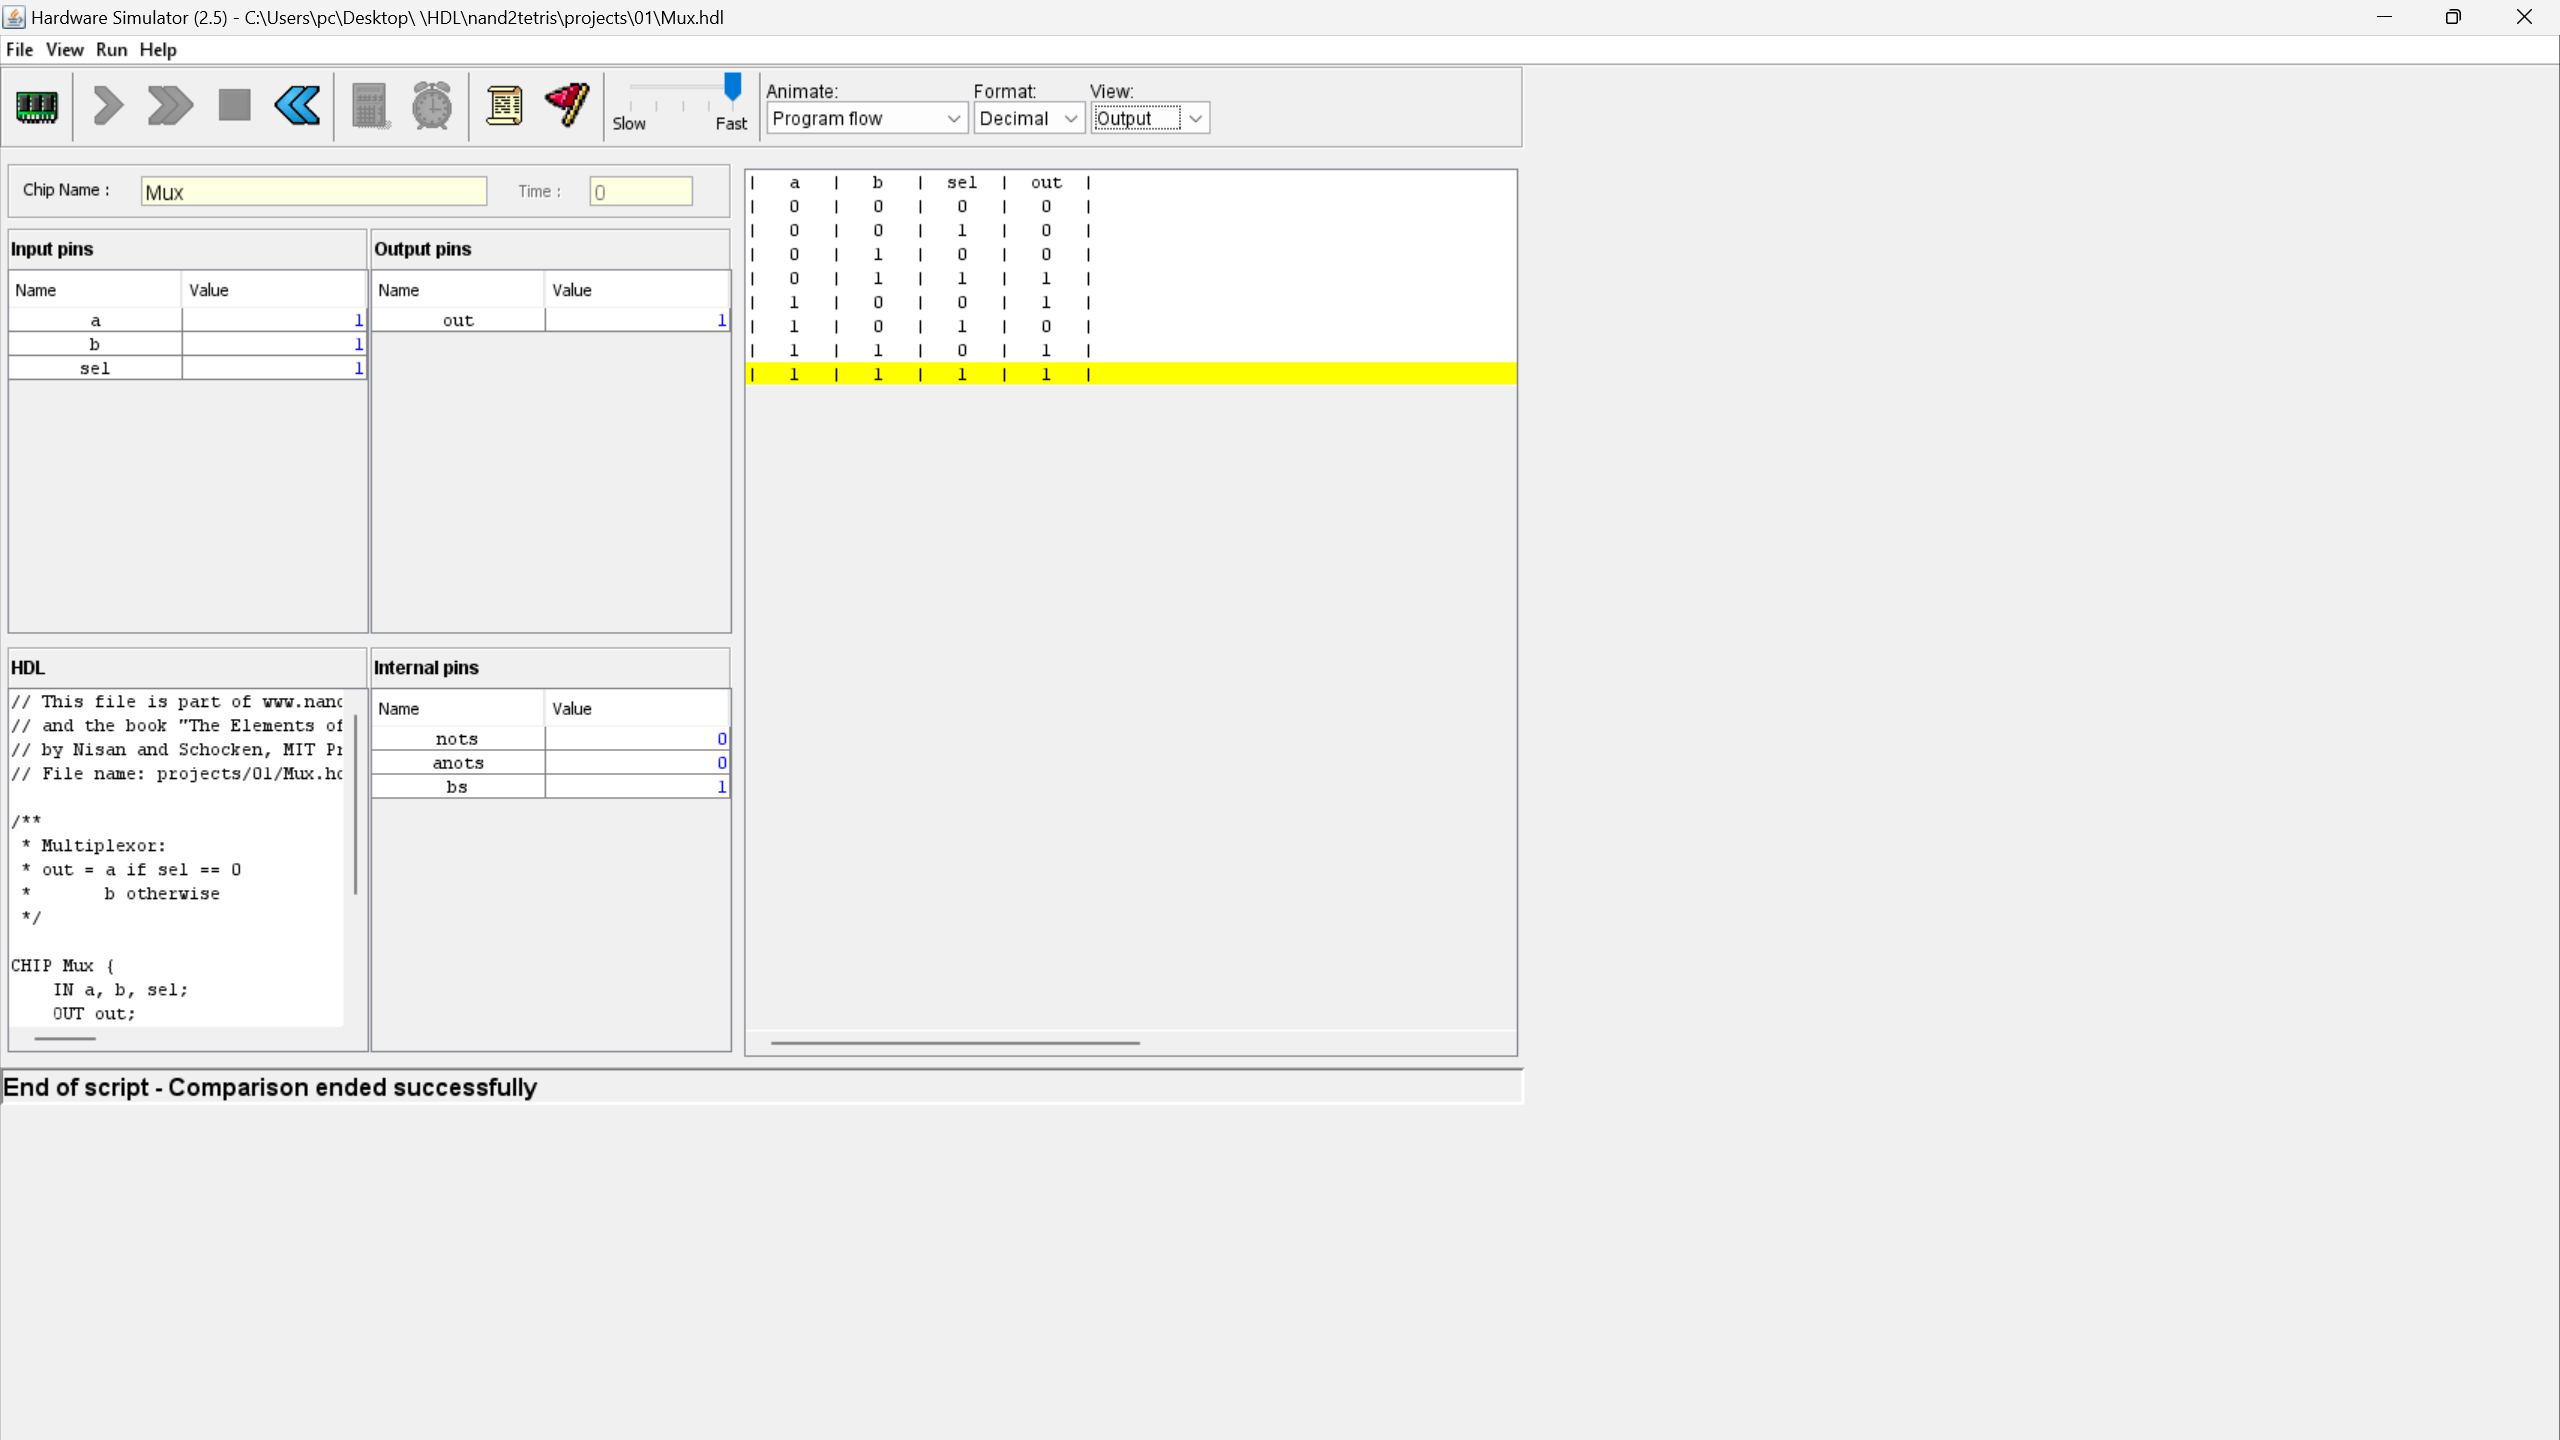 Hardware Simulator (2.5) - C:\Users\pc\Desktop\ \HDL\nand2tetris\projects\01\Mux.hdl
File View Run Help
Slow Fast
Animate: Format: View:
Program flow Decimal Output
Chip Name : Mux Time : 0
Input pins
Name Value
a 1
b 1
sel 1
Output pins
Name Value
out 1
| a | b | sel | out |
| 0 | 0 | 0 | 0 |
| 0 | 0 | 1 | 0 |
| 0 | 1 | 0 | 0 |
| 0 | 1 | 1 | 1 |
| 1 | 0 | 0 | 1 |
| 1 | 0 | 1 | 0 |
| 1 | 1 | 0 | 1 |
| 1 | 1 | 1 | 1 |
HDL
// This file is part of www.nand
// and the book "The Elements of
// by Nisan and Schocken, MIT Pr
// File name: projects/01/Mux.hd
/**
* Multiplexor:
* out = a if sel == 0
* b otherwise
*/
CHIP Mux {
IN a, b, sel;
OUT out;
Internal pins
Name Value
nots 0
anots 0
bs 1
End of script - Comparison ended successfully